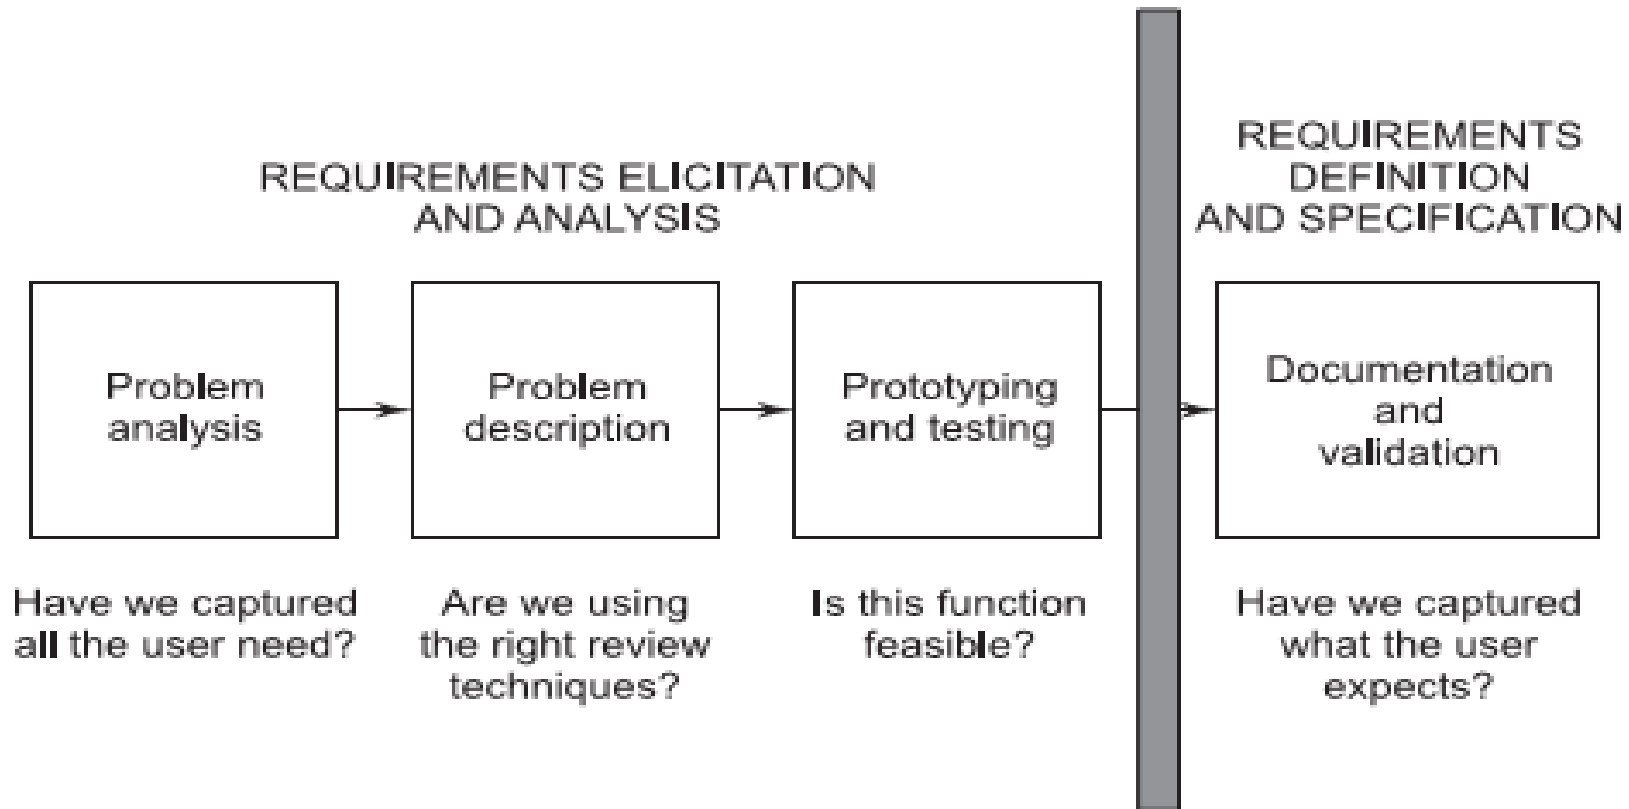 REQUIREMENTS ELICITATION
AND ANALYSIS
REQUIREMENTS
DEFINITION
AND SPECIFICATION
Problem
analysis
Problem
description
Prototyping
and testing
Documentation
and
validation
Have we captured
all the user need?
Are we using
the right review
techniques?
Is this function
feasible?
Have we captured
what the user
expects?